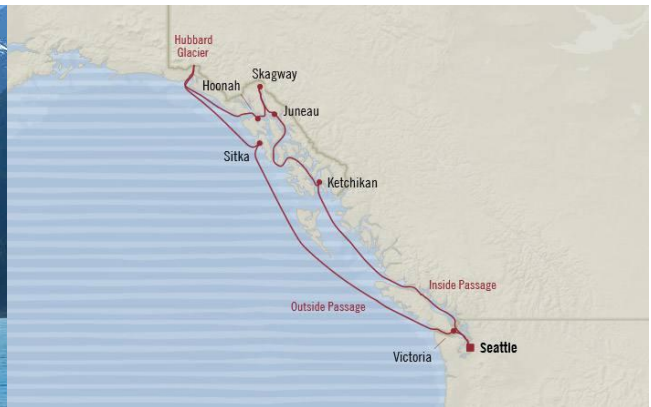 Hubbard
Glacier
Skagway
Hoonah
Juneau
Sitka
Ketchikan
Inside Passage
Outside Passage
Victoria
Seattle